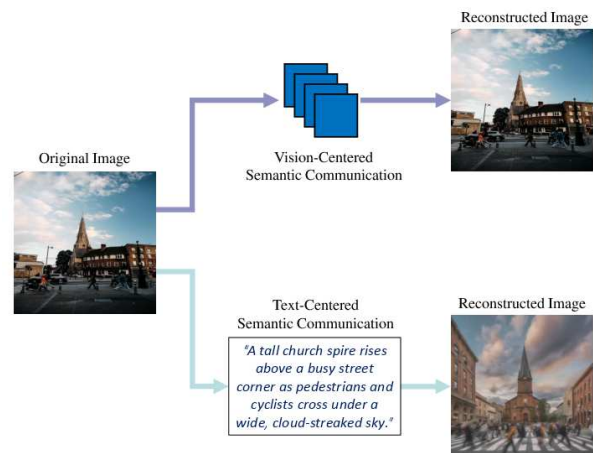 Reconstructed Image
Original Image
Vision-Centered
Semantic Communication
Text-Centered
Semantic Communication
Reconstructed Image
"A tall church spire rises
above a busy street
corner as pedestrians and
cyclists cross under a
wide, cloud-streaked sky."